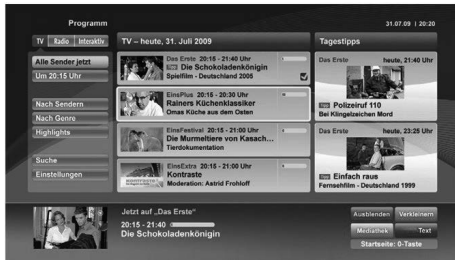 Programm
31.07.09 | 20:20
TV Radio Interaktiv
TV – heute, 31. Juli 2009
Tagestipps
Alle Sender jetzt
Um 20:15 Uhr
Nach Sendern
Nach Genre
Highlights
Suche
Einstellungen
Das Erste 20:15 - 21:40 Uhr
Tipp Die Schokoladenkönigin
Spielfilm - Deutschland 2005
EinsPlus 20:15 - 20:30 Uhr
Rainers Küchenklassiker
Omas Küche aus dem Osten
EinsFestival 20:15 - 21:00 Uhr
Die Murmeltiere von Kasach...
Tierdokumentation
EinsExtra 20:15 - 21:00 Uhr
Kontraste
Moderation: Astrid Frohloff
Das Erste heute, 21:40 Uhr
Tipp Polizeiruf 110
Bei Klingelzeichen Mord
Das Erste heute, 23:25 Uhr
Tipp Einfach raus
Fernsehfilm - Deutschland 1999
Jetzt auf „Das Erste“
20:15 - 21:40
Die Schokoladenkönigin
Ausblenden Verkleinern
Mediathek Text
Startseite: 0-Taste